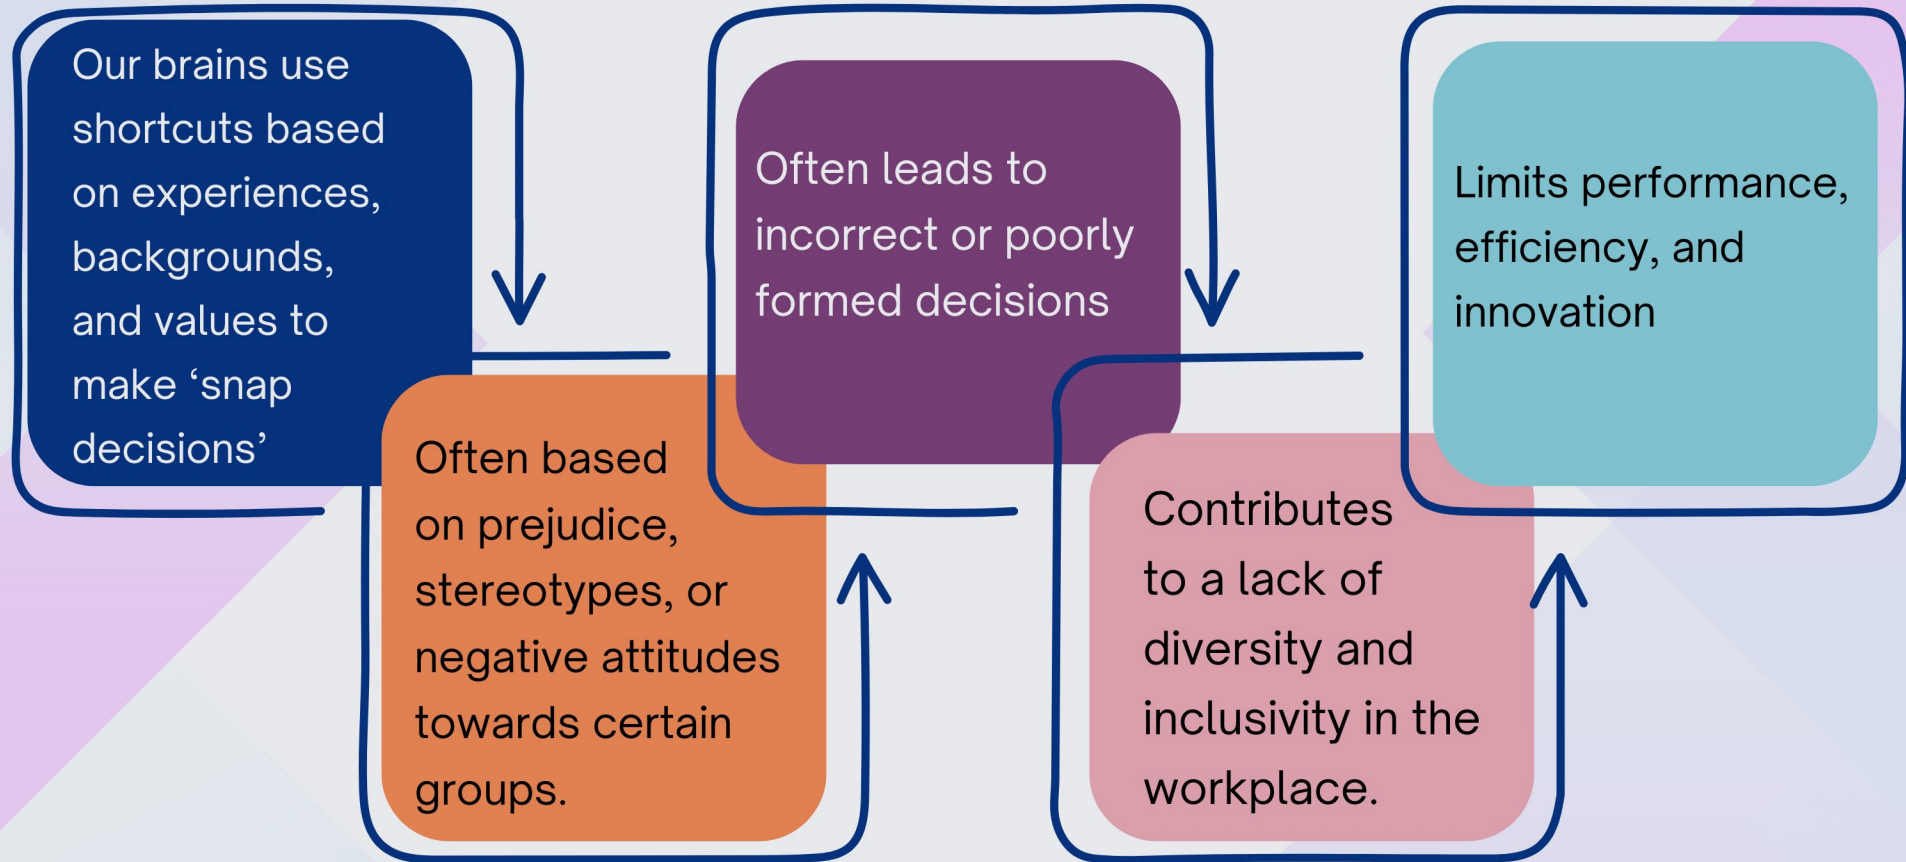 Our brains use
shortcuts based
on experiences,
backgrounds,
and values to
make ‘snap
decisions’
Often based
on prejudice,
stereotypes, or
negative attitudes
towards certain
groups.
Often leads to
incorrect or poorly
formed decisions
Contributes
to a lack of
diversity and
inclusivity in the
workplace.
Limits performance,
efficiency, and
innovation